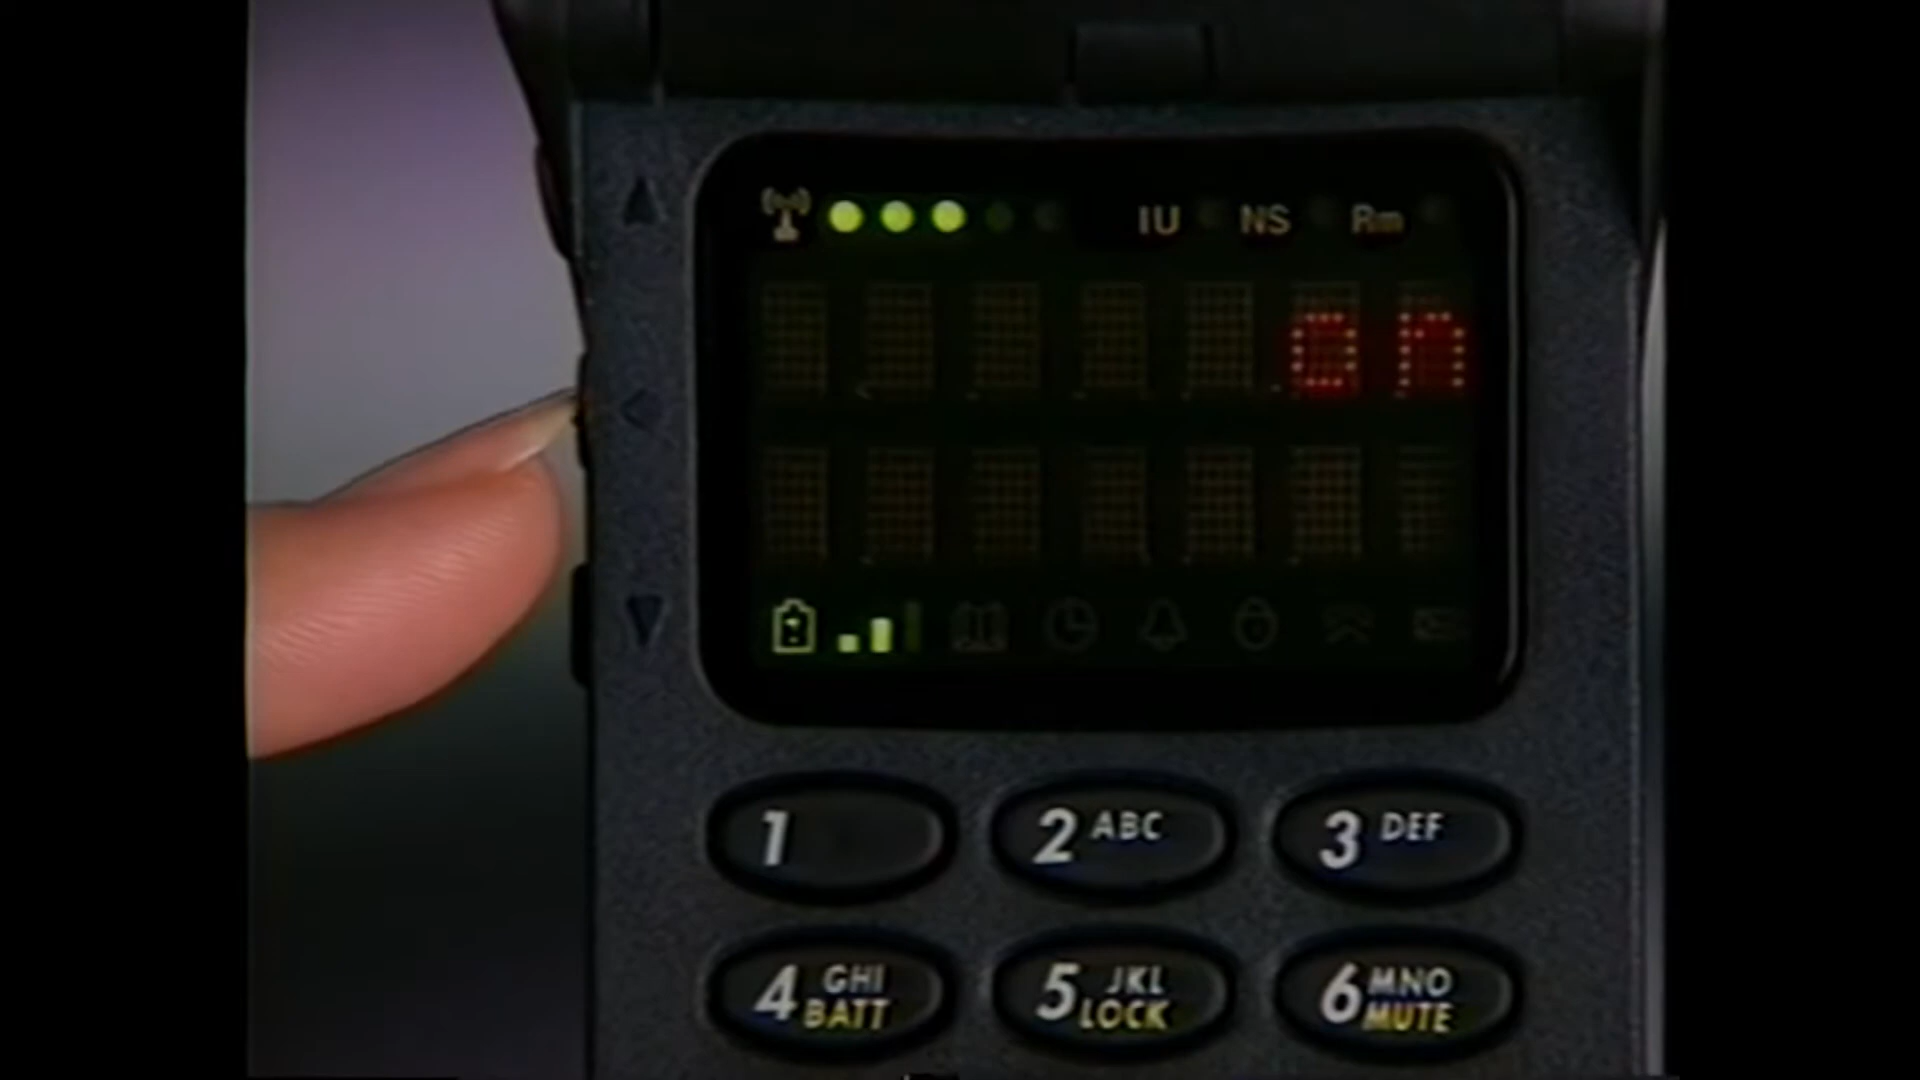 IU NS Rm
on
1 2 ABC 3 DEF
4 GHI BATT 5 JKL LOCK 6 MNO MUTE